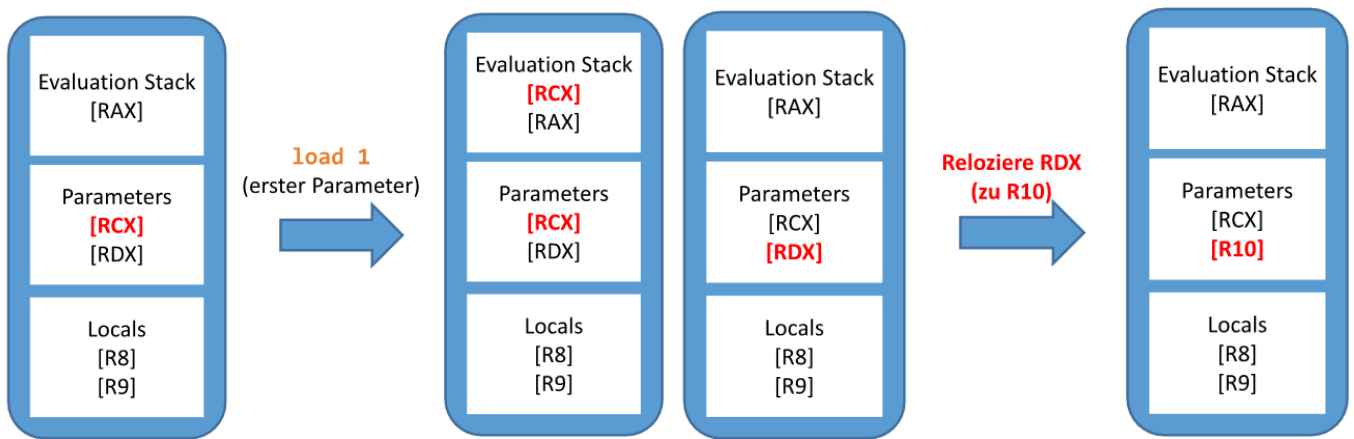 Evaluation Stack
[RAX]
Parameters
[RCX]
[RDX]
Locals
[R8]
[R9]
load 1
(erster Parameter)
Evaluation Stack
[RCX]
[RAX]
Parameters
[RCX]
[RDX]
Locals
[R8]
[R9]
Evaluation Stack
[RAX]
Parameters
[RCX]
[RDX]
Locals
[R8]
[R9]
Reloziere RDX
(zu R10)
Evaluation Stack
[RAX]
Parameters
[RCX]
[R10]
Locals
[R8]
[R9]